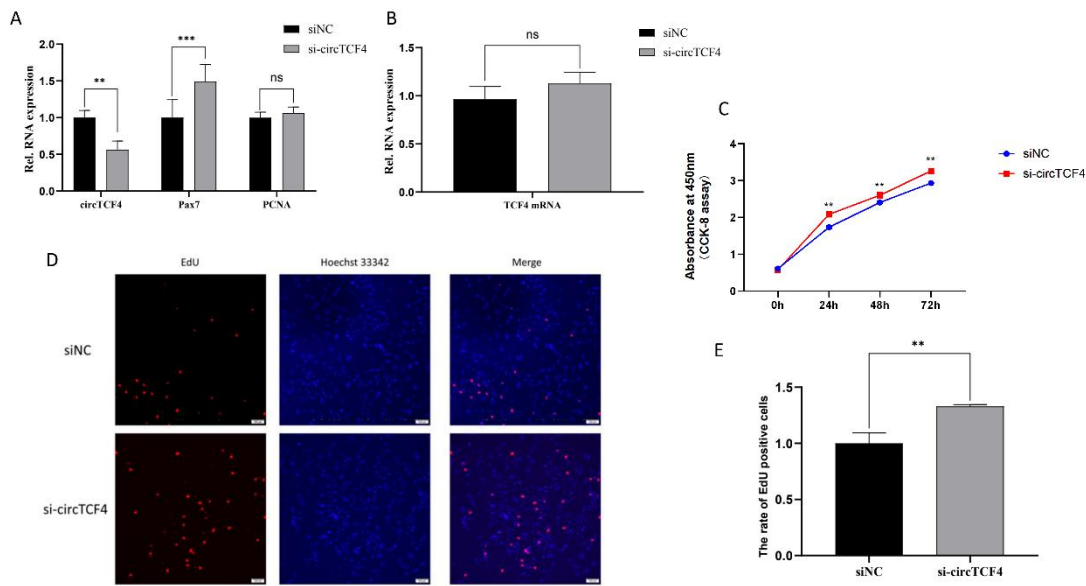 A
siNC
si-circTCF4
Rel. RNA expression
2.0
1.5
1.0
0.5
0.0
**
***
ns
circTCF4
Pax7
PCNA
B
siNC
si-circTCF4
Rel. RNA expression
1.5
1.0
0.5
0.0
ns
TCF4 mRNA
C
siNC
si-circTCF4
Absorbance at 450nm
(CCK-8 assay)
4
3
2
1
0
**
**
**
0h
24h
48h
72h
D
EdU
Hoechst 33342
Merge
siNC
si-circTCF4
E
The rate of EdU positive cells
1.5
1.0
0.5
0.0
**
siNC
si-circTCF4